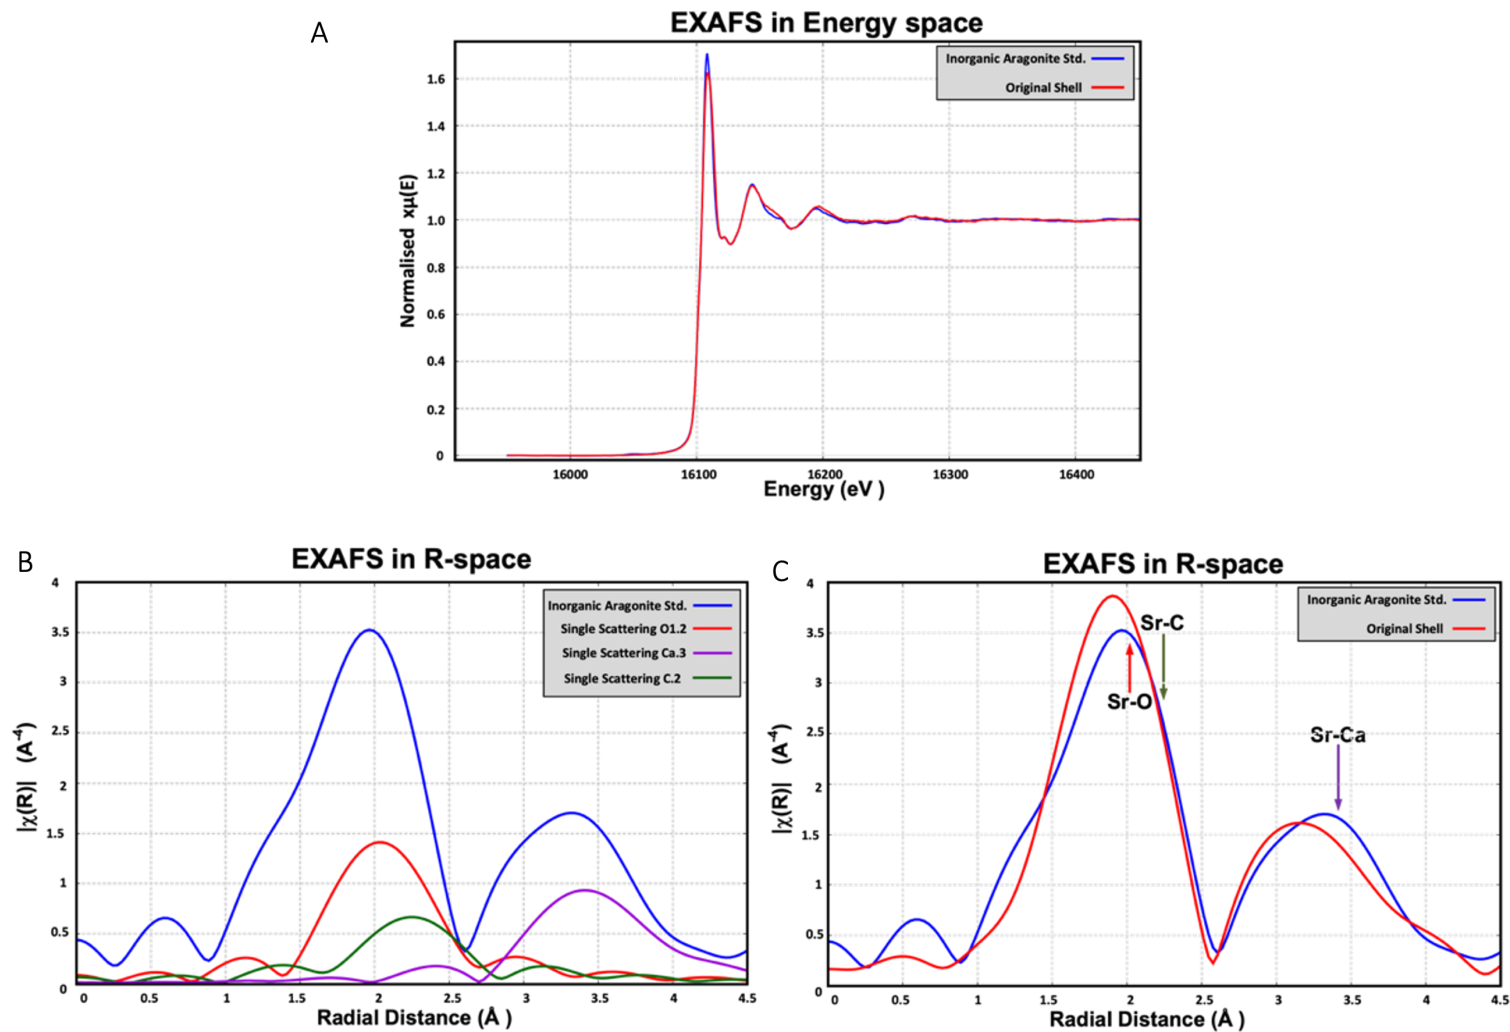 A
EXAFS in Energy space
Inorganic Aragonite Std.
Original Shell
Normalised xμ(E)
1.6
1.4
1.2
1.0
0.8
0.6
0.4
0.2
0
16000 16100 16200 16300 16400
Energy (eV )
B
EXAFS in R-space
Inorganic Aragonite Std.
Single Scattering O1.2
Single Scattering Ca.3
Single Scattering C.2
|χ(R)| (A⁻⁴)
4
3.5
3
2.5
2
1.5
1
0.5
0
0 0.5 1 1.5 2 2.5 3 3.5 4 4.5
Radial Distance (Å )
C
EXAFS in R-space
Inorganic Aragonite Std.
Original Shell
Sr-C
Sr-O
Sr-Ca
|χ(R)| (A⁻⁴)
4
3.5
3
2.5
2
1.5
1
0.5
0
0 0.5 1 1.5 2 2.5 3 3.5 4 4.5
Radial Distance (Å )